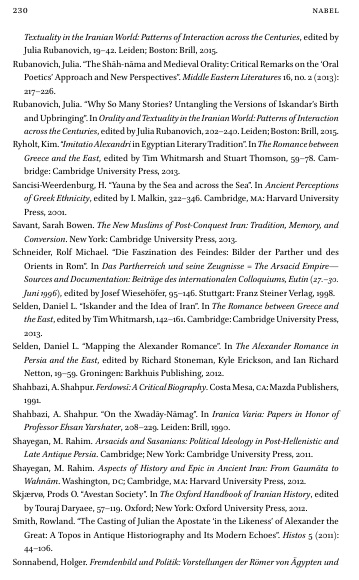 230 NABEL
Textuality in the Iranian World: Patterns of Interaction across the Centuries, edited by
Julia Rubanovich, 19–42. Leiden; Boston: Brill, 2015.
Rubanovich, Julia. “The Shāh-nāma and Medieval Orality: Critical Remarks on the ‘Oral
Poetics’ Approach and New Perspectives”. Middle Eastern Literatures 16, no. 2 (2013):
217–226.
Rubanovich, Julia. “Why So Many Stories? Untangling the Versions of Iskandar’s Birth
and Upbringing”. In Orality and Textuality in the Iranian World: Patterns of Interaction
across the Centuries, edited by Julia Rubanovich, 202–240. Leiden; Boston: Brill, 2015.
Ryholt, Kim. “Imitatio Alexandri in Egyptian Literary Tradition”. In The Romance between
Greece and the East, edited by Tim Whitmarsh and Stuart Thomson, 59–78. Cam-
bridge: Cambridge University Press, 2013.
Sancisi-Weerdenburg, H. “Yauna by the Sea and across the Sea”. In Ancient Perceptions
of Greek Ethnicity, edited by I. Malkin, 322–346. Cambridge, MA: Harvard University
Press, 2001.
Savant, Sarah Bowen. The New Muslims of Post-Conquest Iran: Tradition, Memory, and
Conversion. New York: Cambridge University Press, 2013.
Schneider, Rolf Michael. “Die Faszination des Feindes: Bilder der Parther und des
Orients in Rom”. In Das Partherreich und seine Zeugnisse = The Arsacid Empire—
Sources and Documentation: Beiträge des internationalen Colloquiums, Eutin (27.–30.
Juni 1996), edited by Josef Wiesehöfer, 95–146. Stuttgart: Franz Steiner Verlag, 1998.
Selden, Daniel L. “Iskander and the Idea of Iran”. In The Romance between Greece and
the East, edited by Tim Whitmarsh, 142–161. Cambridge: Cambridge University Press,
2013.
Selden, Daniel L. “Mapping the Alexander Romance”. In The Alexander Romance in
Persia and the East, edited by Richard Stoneman, Kyle Erickson, and Ian Richard
Netton, 19–59. Groningen: Barkhuis Publishing, 2012.
Shahbazi, A. Shahpur. Ferdowsī: A Critical Biography. Costa Mesa, CA: Mazda Publishers,
1991.
Shahbazi, A. Shahpur. “On the Xwadāy-Nāmag”. In Iranica Varia: Papers in Honor of
Professor Ehsan Yarshater, 208–229. Leiden: Brill, 1990.
Shayegan, M. Rahim. Arsacids and Sasanians: Political Ideology in Post-Hellenistic and
Late Antique Persia. Cambridge; New York: Cambridge University Press, 2011.
Shayegan, M. Rahim. Aspects of History and Epic in Ancient Iran: From Gaumāta to
Wahnām. Washington, DC; Cambridge, MA: Harvard University Press, 2012.
Skjærvø, Prods O. “Avestan Society”. In The Oxford Handbook of Iranian History, edited
by Touraj Daryaee, 57–119. Oxford; New York: Oxford University Press, 2012.
Smith, Rowland. “The Casting of Julian the Apostate ‘in the Likeness’ of Alexander the
Great: A Topos in Antique Historiography and Its Modern Echoes”. Histos 5 (2011):
44–106.
Sonnabend, Holger. Fremdenbild und Politik: Vorstellungen der Römer von Ägypten und